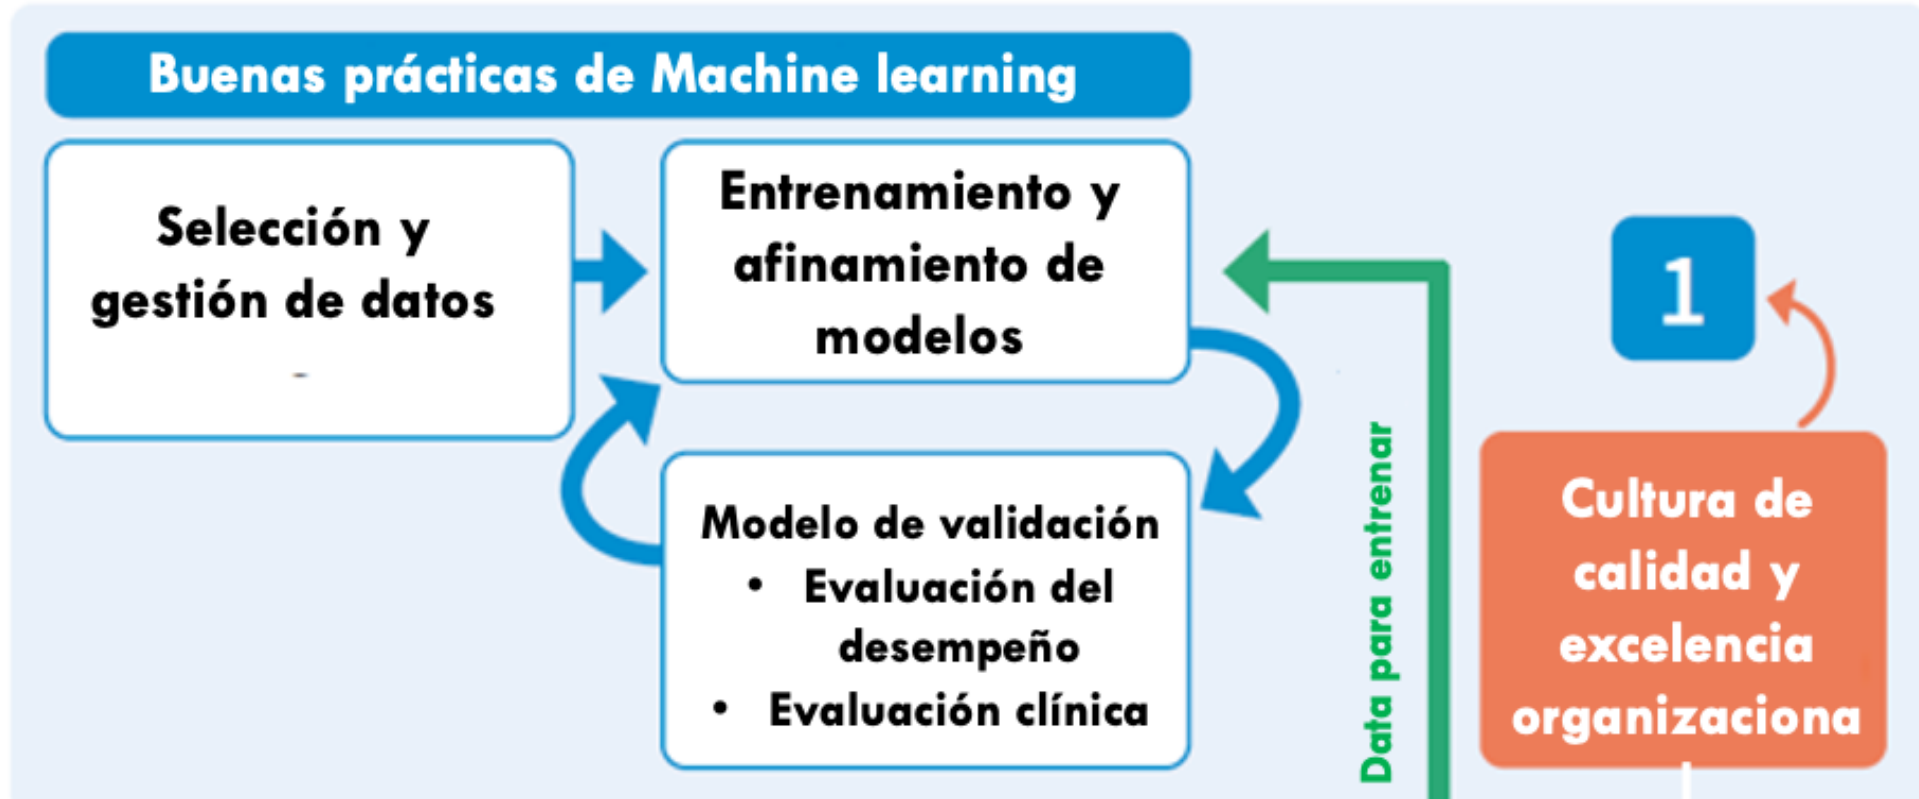 Buenas prácticas de Machine learning
Selección y
gestión de datos
-
Entrenamiento y
afinamiento de
modelos
Modelo de validación
• Evaluación del
desempeño
• Evaluación clínica
Data para entrenar
1
Cultura de
calidad y
excelencia
organizaciona